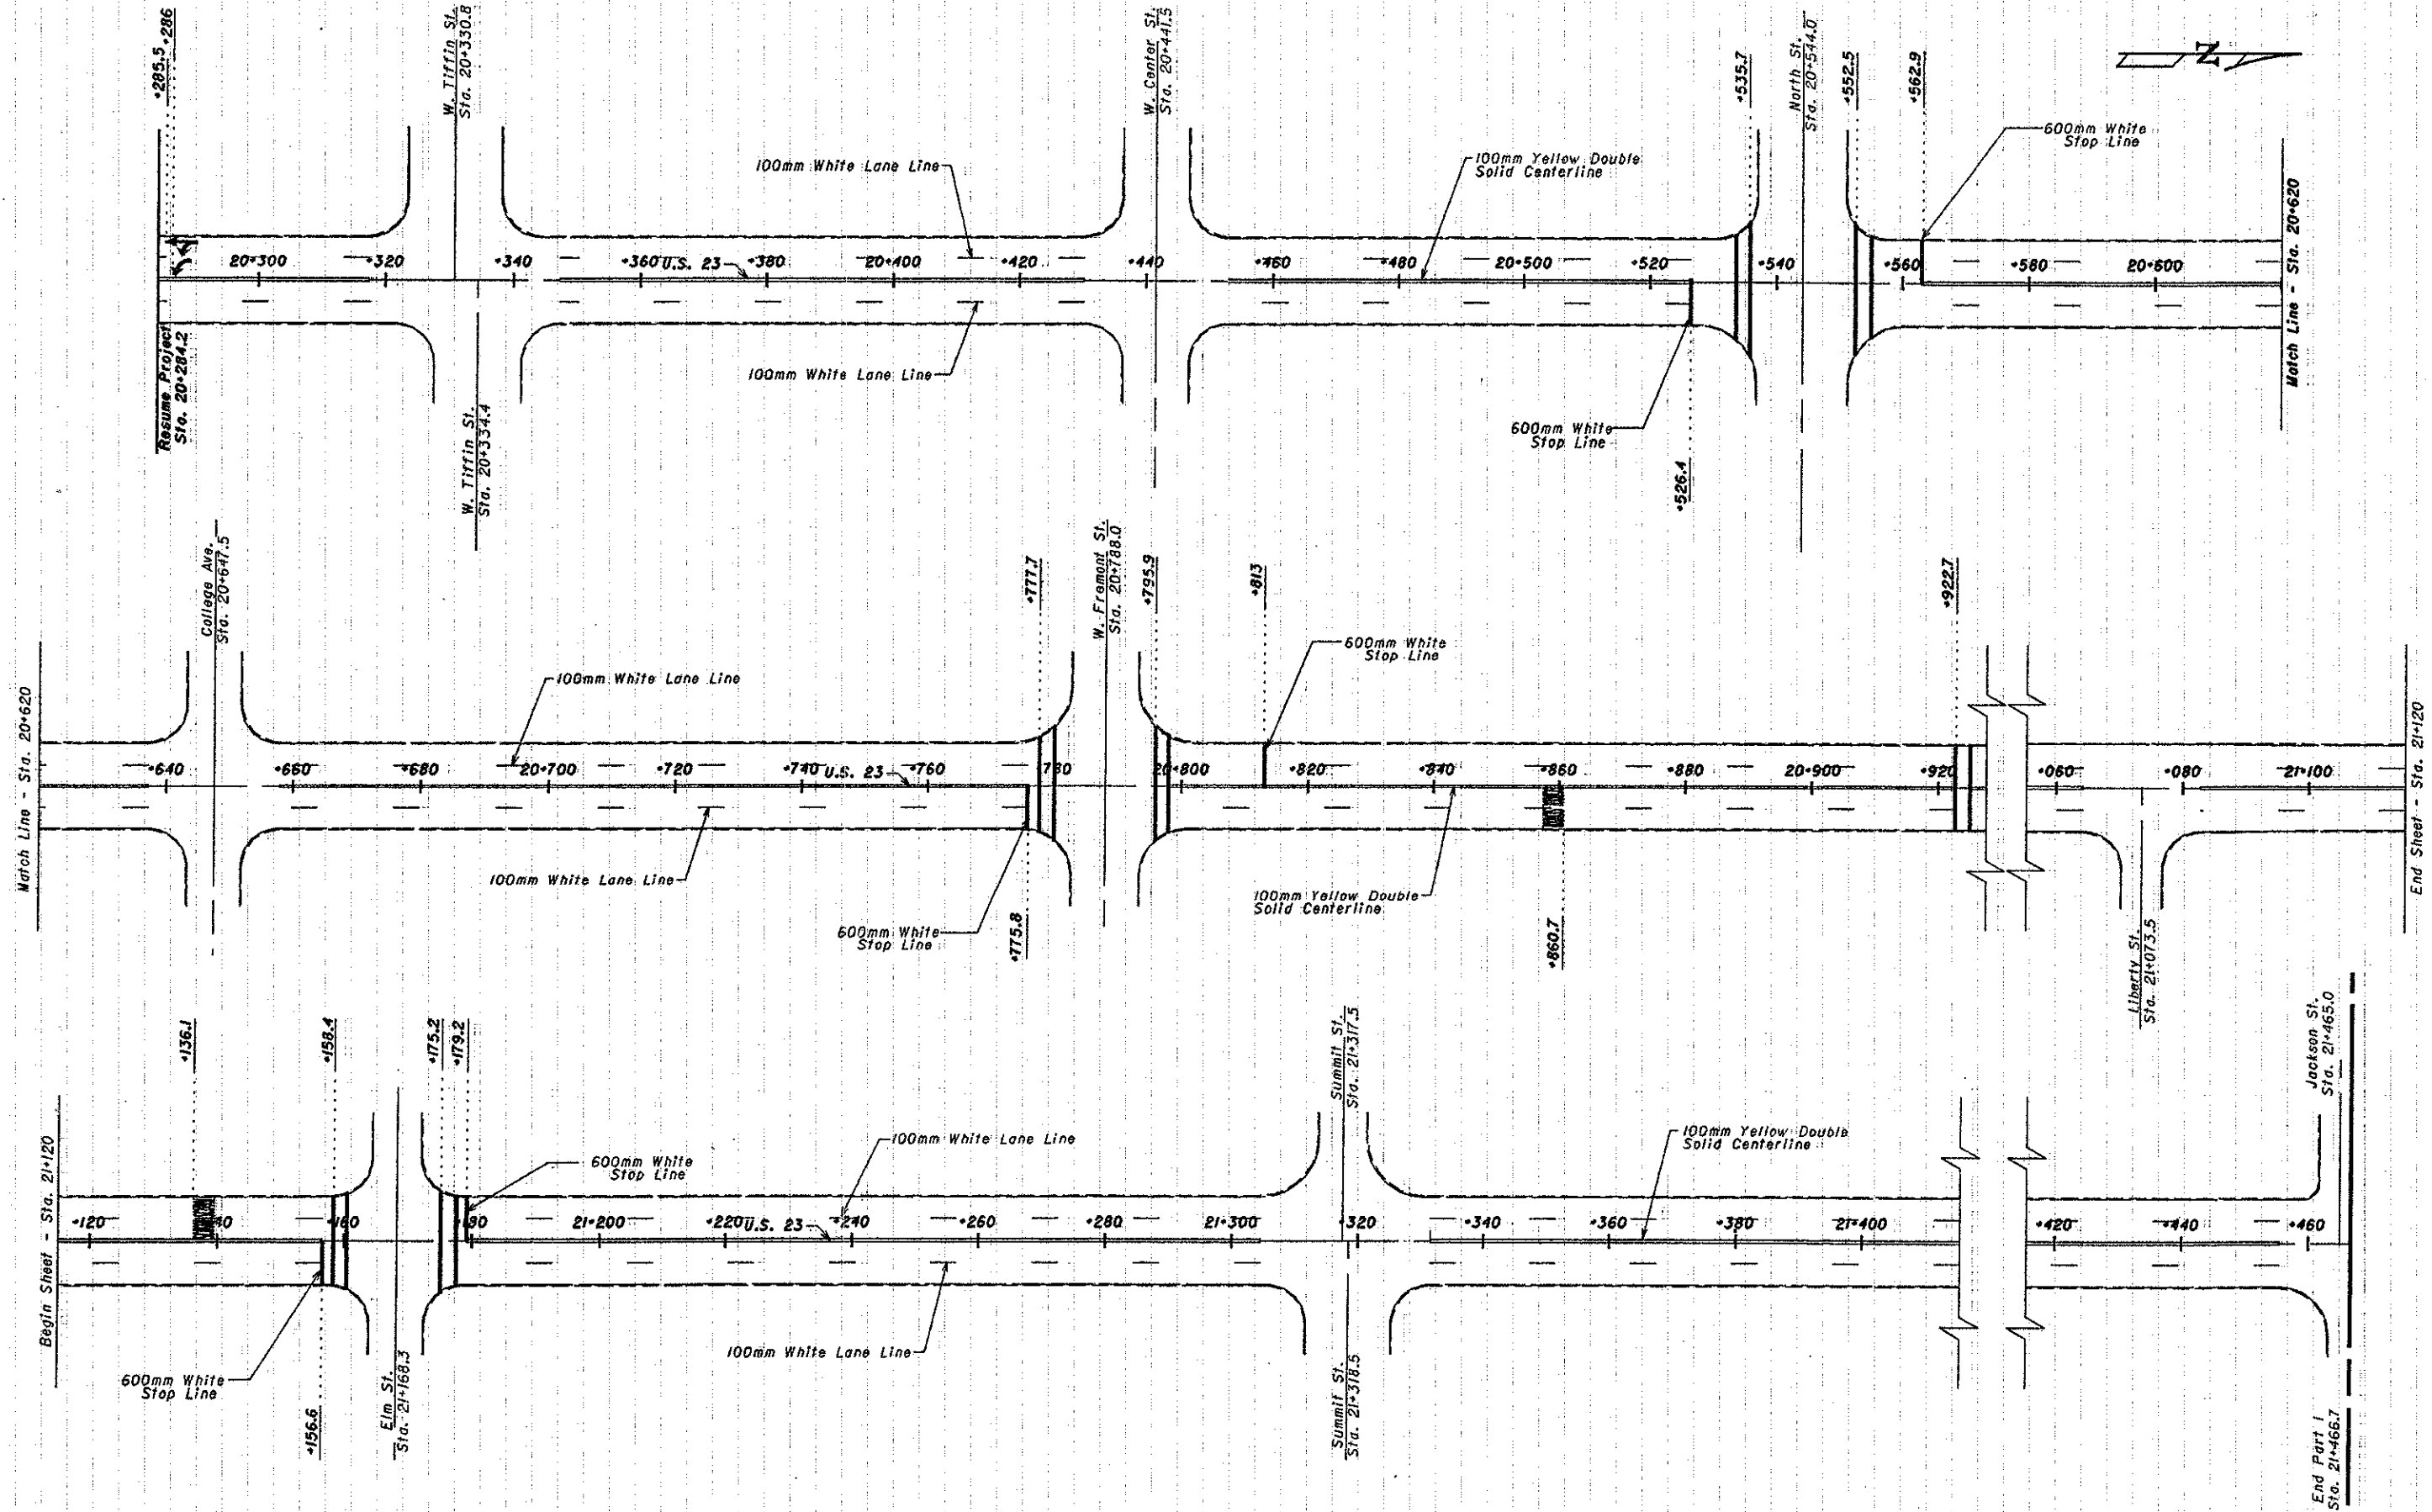 +285.5
+286
W. Tiffin St.
Sta. 20+330.8
W. Center St.
Sta. 20+441.5
+535.7
North St.
Sta. 20+544.0
+552.5
+562.9
Z
600mm White
Stop Line
100mm White Lane Line
100mm Yellow Double
Solid Centerline
20+300
+320
+340
+360
U.S. 23
+380
20+400
+420
+440
+460
+480
20+500
+520
+540
+560
+580
20+600
Match Line - Sta. 20+620
Resume Project
Sta. 20+284.2
100mm White Lane Line
W. Tiffin St.
Sta. 20+334.4
600mm White
Stop Line
+526.4
College Ave.
Sta. 20+647.5
+777.7
W. Fremont St.
Sta. 20+788.0
+795.9
+813
+922.7
600mm White
Stop Line
100mm White Lane Line
Match Line - Sta. 20+620
+640
+660
+680
20+700
+720
+740
U.S. 23
+760
+780
20+800
+820
+840
+860
+880
20+900
+920
+060
+080
21+100
End Sheet - Sta. 21+120
100mm White Lane Line
600mm White
Stop Line
+775.8
100mm Yellow Double
Solid Centerline
+860.7
Liberty St.
Sta. 21+073.5
+136.1
+158.4
+175.2
+179.2
Summit St.
Sta. 21+317.5
Jackson St.
Sta. 21+465.0
600mm White
Stop Line
100mm White Lane Line
100mm Yellow Double
Solid Centerline
Begin Sheet - Sta. 21+120
+120
+140
+160
+180
21+200
+220
U.S. 23
+240
+260
+280
21+300
+320
+340
+360
+380
21+400
+420
+440
+460
100mm White Lane Line
600mm White
Stop Line
+156.6
Elm St.
Sta. 21+168.3
Summit St.
Sta. 21+318.5
End Part 1
Sta. 21+466.7